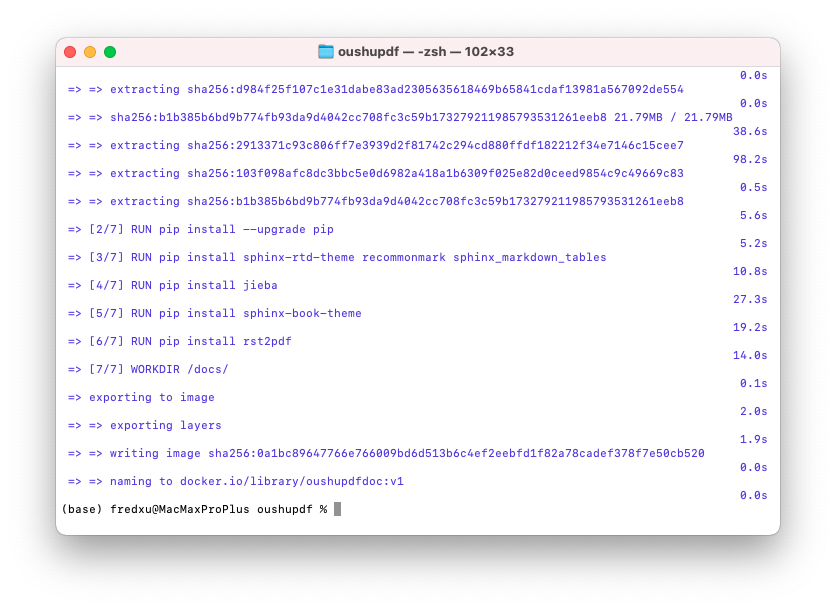 oushupdf — -zsh — 102×33
0.0s
=> => extracting sha256:d984f25f107c1e31dabe83ad2305635618469b65841cdaf13981a567092de554
0.0s
=> => sha256:b1b385b6bd9b774fb93da9d4042cc708fc3c59b173279211985793531261eeb8 21.79MB / 21.79MB
38.6s
=> => extracting sha256:2913371c93c806ff7e3939d2f81742c294cd880ffdf182212f34e7146c15cee7
98.2s
=> => extracting sha256:103f098afc8dc3bbc5e0d6982a418a1b6309f025e82d0ceed9854c9c49669c83
0.5s
=> => extracting sha256:b1b385b6bd9b774fb93da9d4042cc708fc3c59b173279211985793531261eeb8
5.6s
=> [2/7] RUN pip install --upgrade pip
5.2s
=> [3/7] RUN pip install sphinx-rtd-theme recommonmark sphinx_markdown_tables
10.8s
=> [4/7] RUN pip install jieba
27.3s
=> [5/7] RUN pip install sphinx-book-theme
19.2s
=> [6/7] RUN pip install rst2pdf
14.0s
=> [7/7] WORKDIR /docs/
0.1s
=> exporting to image
2.0s
=> => exporting layers
1.9s
=> => writing image sha256:0a1bc89647766e766009bd6d513b6c4ef2eebfd1f82a78cadef378f7e50cb520
0.0s
=> => naming to docker.io/library/oushupdfdoc:v1
0.0s
(base) fredxu@MacMaxProPlus oushupdf %